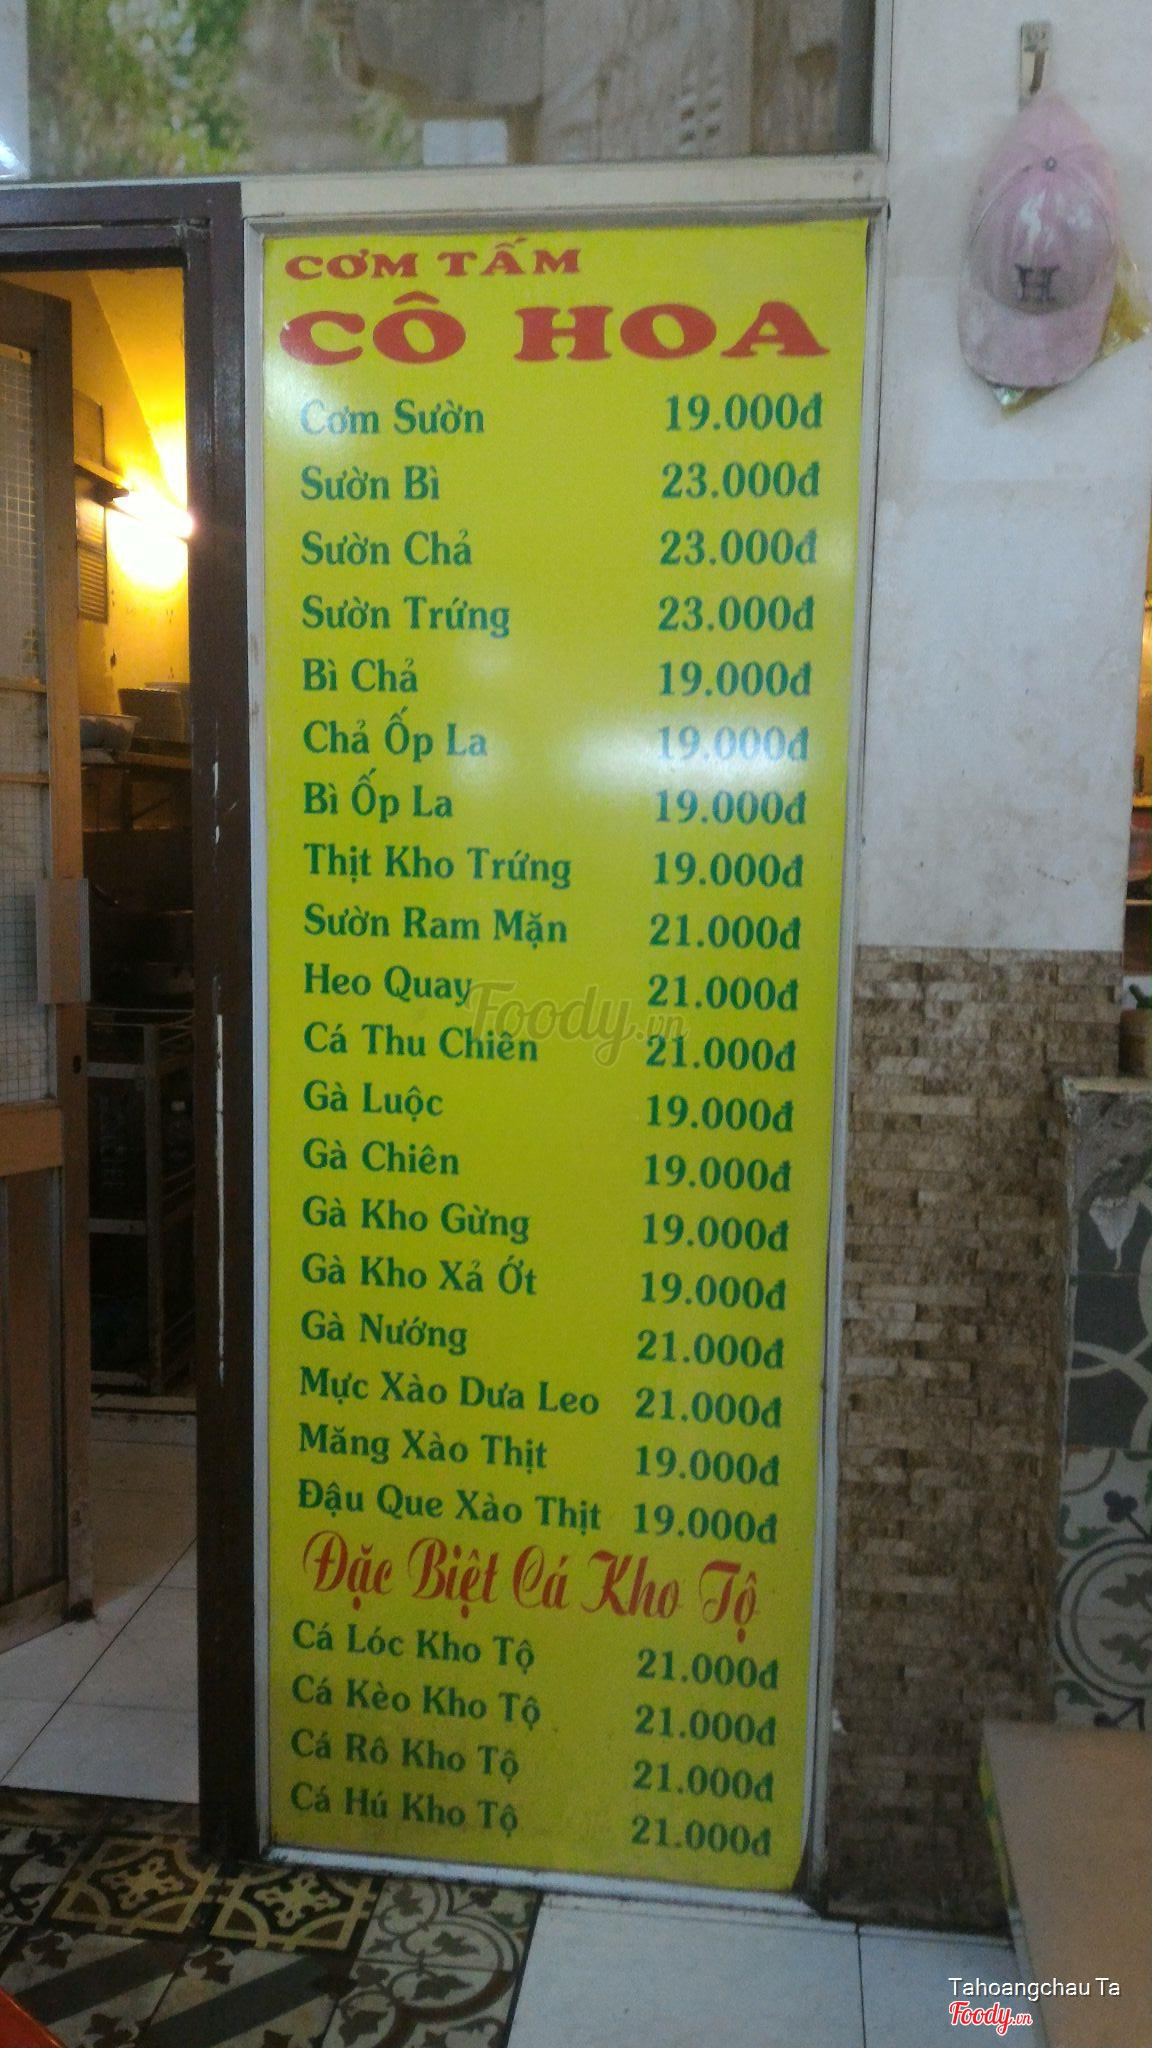 CƠM TẤM
CÔ HOA
Cơm Sườn 19.000đ
Sườn Bì 23.000đ
Sườn Chả 23.000đ
Sườn Trứng 23.000đ
Bì Chả 19.000đ
Chả Ốp La 19.000đ
Bì Ốp La 19.000đ
Thịt Kho Trứng 19.000đ
Sườn Ram Mặn 21.000đ
Heo Quay 21.000đ
Foody.vn
Cá Thu Chiên 21.000đ
Gà Luộc 19.000đ
Gà Chiên 19.000đ
Gà Kho Gừng 19.000đ
Gà Kho Xả Ớt 19.000đ
Gà Nướng 21.000đ
Mực Xào Dưa Leo 21.000đ
Măng Xào Thịt 19.000đ
Đậu Que Xào Thịt 19.000đ
Đặc Biệt Cá Kho Tộ
Cá Lóc Kho Tộ 21.000đ
Cá Kèo Kho Tộ 21.000đ
Cá Rô Kho Tộ 21.000đ
Cá Hú Kho Tộ 21.000đ
H
Tahoangchau Ta
Foody.vn